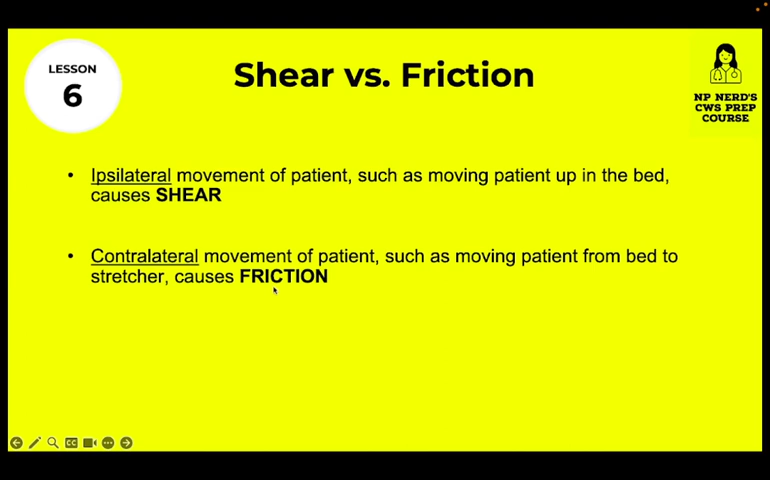 LESSON
6
Shear vs. Friction
NP NERD'S
CWS PREP
COURSE
• Ipsilateral movement of patient, such as moving patient up in the bed,
causes SHEAR
• Contralateral movement of patient, such as moving patient from bed to
stretcher, causes FRICTION
CC